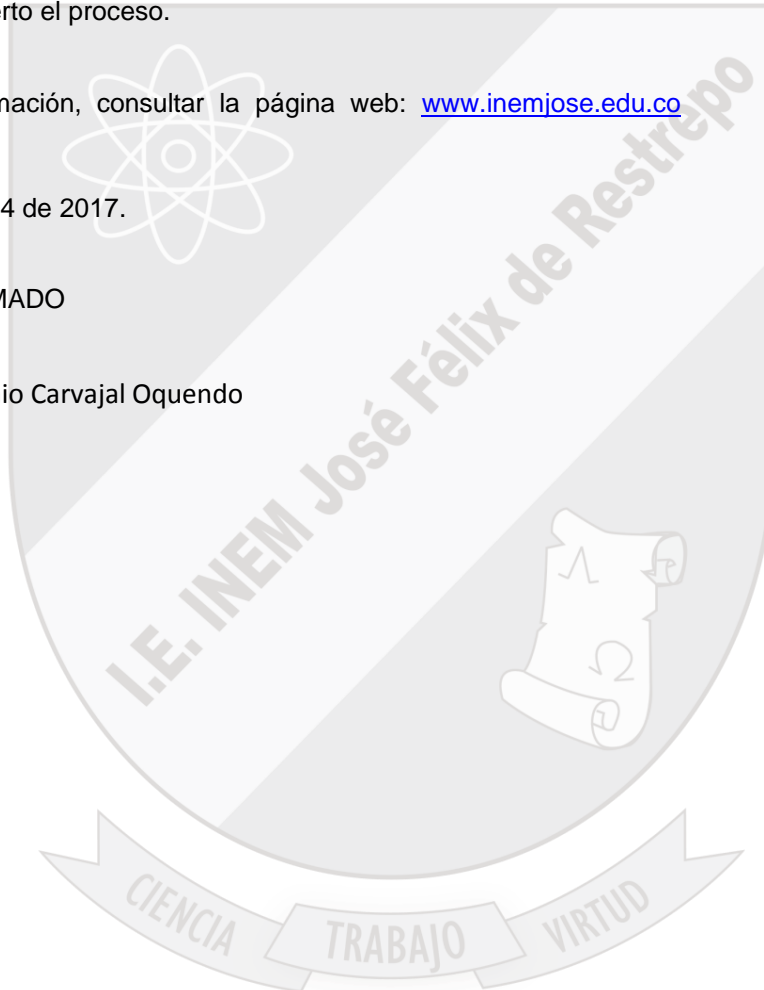 erto el proceso.
mación, consultar la página web: www.inemjose.edu.co
4 de 2017.
MADO
io Carvajal Oquendo
I.E. INEM José Félix de Restrepo
CIENCIA TRABAJO VIRTUD